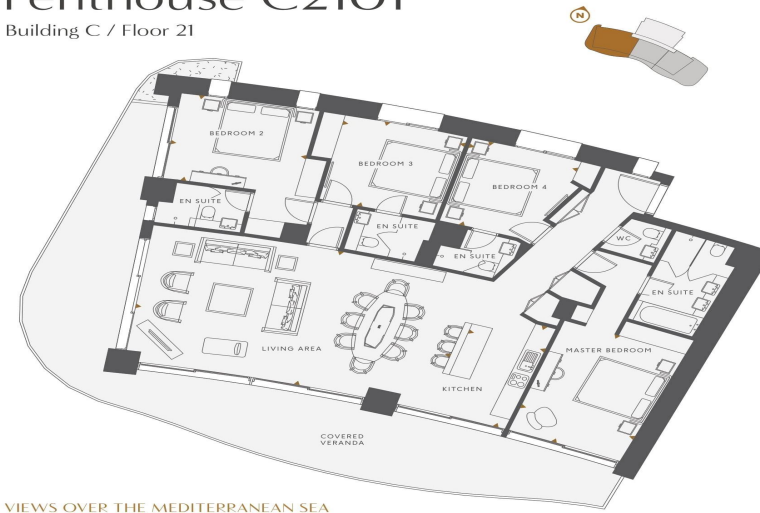 Penthouse C2101
Building C / Floor 21
N
BEDROOM 2
BEDROOM 3
BEDROOM 4
EN SUITE
EN SUITE
EN SUITE
WC
EN SUITE
LIVING AREA
MASTER BEDROOM
KITCHEN
COVERED
VERANDA
VIEWS OVER THE MEDITERRANEAN SEA